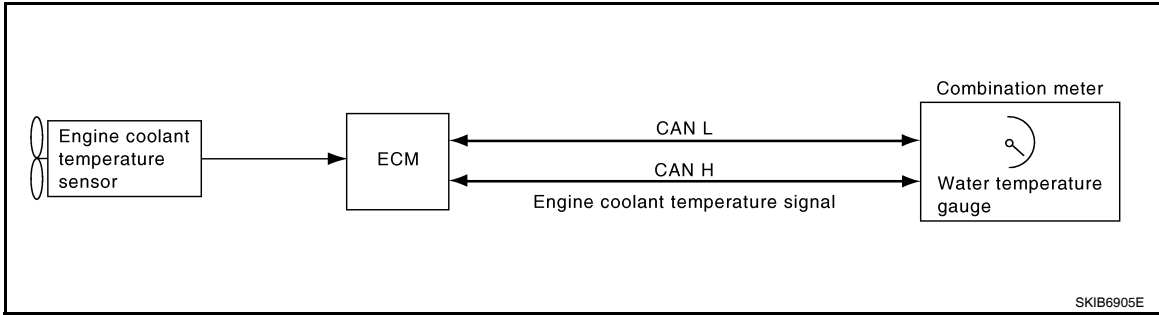 Combination meter
Engine coolant
temperature
sensor
ECM
CAN L
CAN H
Engine coolant temperature signal
Water temperature
gauge
SKIB6905E